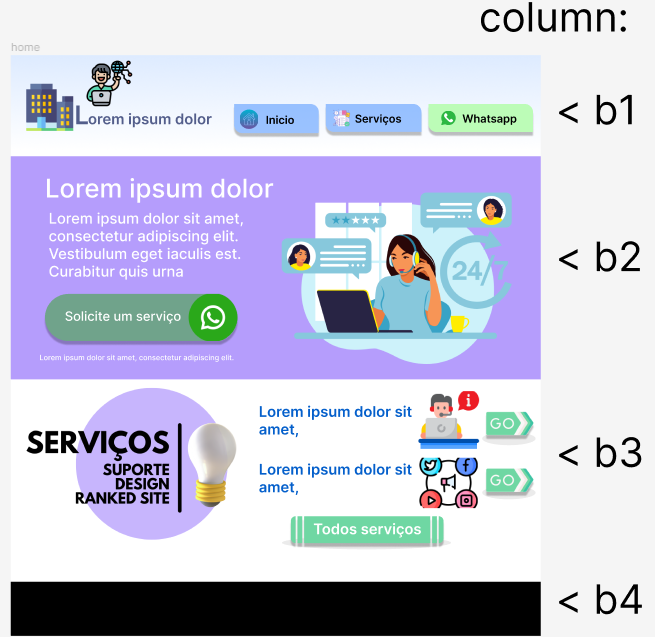 column:
home
Lorem ipsum dolor
Inicio
Serviços
Whatsapp
< b1
Lorem ipsum dolor
Lorem ipsum dolor sit amet,
consectetur adipiscing elit.
Vestibulum eget iaculis est.
Curabitur quis urna
Solicite um serviço
Lorem ipsum dolor sit amet, consectetur adipiscing elit.
24/7
< b2
SERVIÇOS
SUPORTE
DESIGN
RANKED SITE
Lorem ipsum dolor sit
amet,
GO
Lorem ipsum dolor sit
amet,
GO
Todos serviços
< b3
< b4